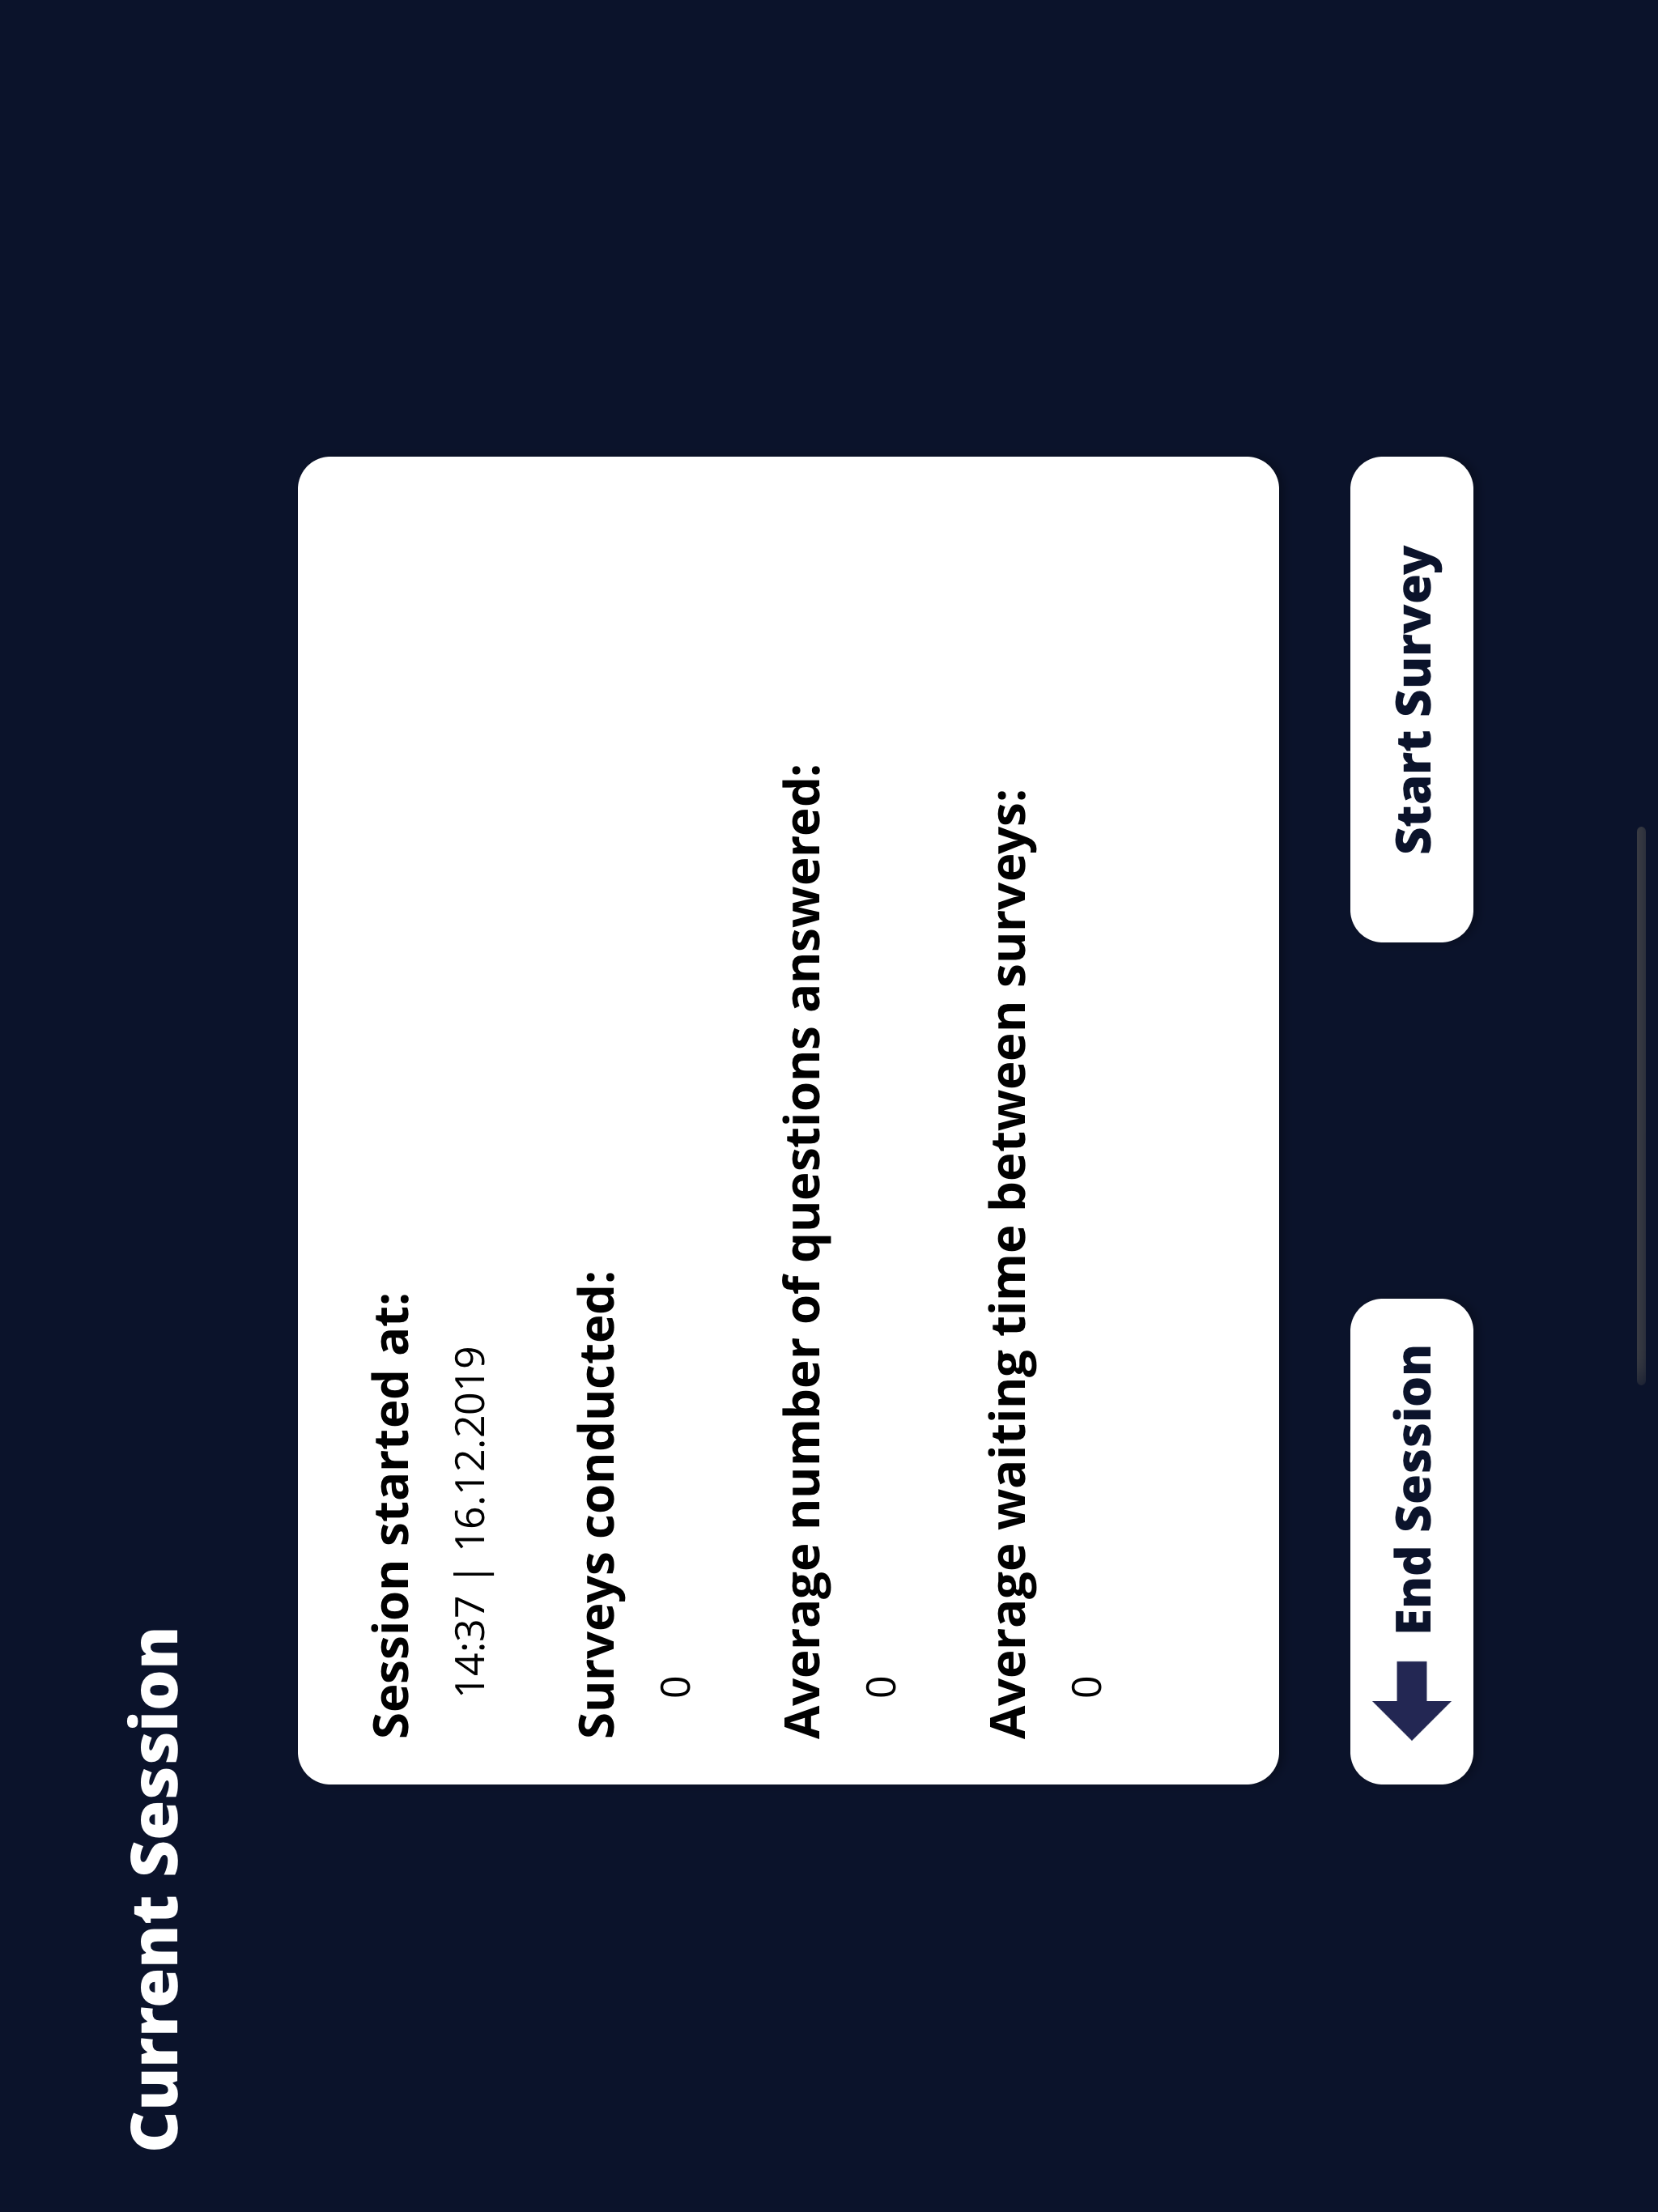 Current Session
Session started at:
14:37 | 16.12.2019
Surveys conducted:
0
Average number of questions answered:
0
Average waiting time between surveys:
0
End Session
Start Survey